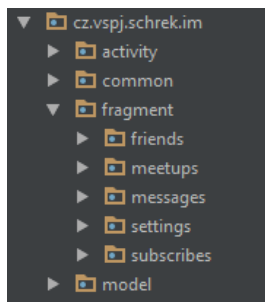 cz.vspj.schrek.im
activity
common
fragment
friends
meetups
messages
settings
subscribes
model